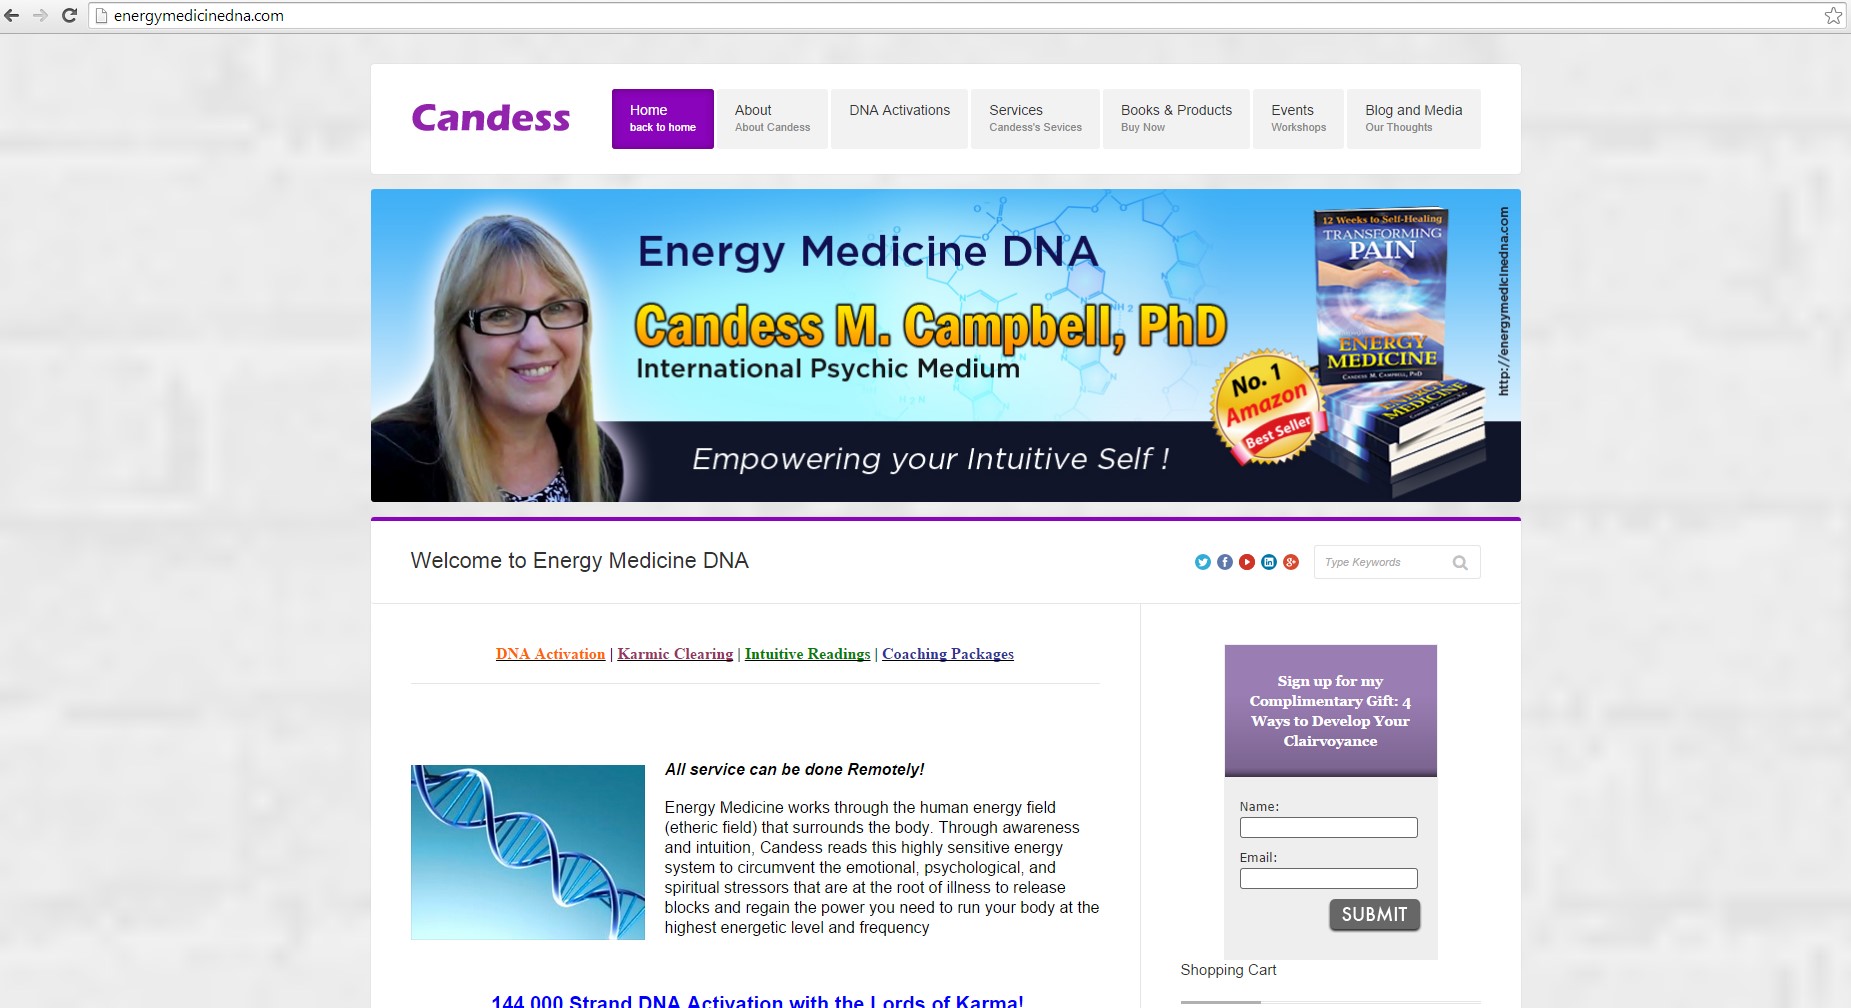 energymedicinedna.com
Candess
Home
back to home
About
About Candess
DNA Activations
Services
Candess's Sevices
Books & Products
Buy Now
Events
Workshops
Blog and Media
Our Thoughts
Energy Medicine DNA
Candess M. Campbell, PhD
International Psychic Medium
Empowering your Intuitive Self !
No. 1
Amazon
Best Seller
12 Weeks to Self-Healing
TRANSFORMING
PAIN
ENERGY
MEDICINE
CANDESS M. CAMPBELL, PHD
ENERGY
MEDICINE
http://energymedicinedna.com
Welcome to Energy Medicine DNA
Type Keywords
DNA Activation | Karmic Clearing | Intuitive Readings | Coaching Packages
All service can be done Remotely!
Energy Medicine works through the human energy field
(etheric field) that surrounds the body. Through awareness
and intuition, Candess reads this highly sensitive energy
system to circumvent the emotional, psychological, and
spiritual stressors that are at the root of illness to release
blocks and regain the power you need to run your body at the
highest energetic level and frequency
144,000 Strand DNA Activation with the Lords of Karma!
Sign up for my
Complimentary Gift: 4
Ways to Develop Your
Clairvoyance
Name:
Email:
SUBMIT
Shopping Cart